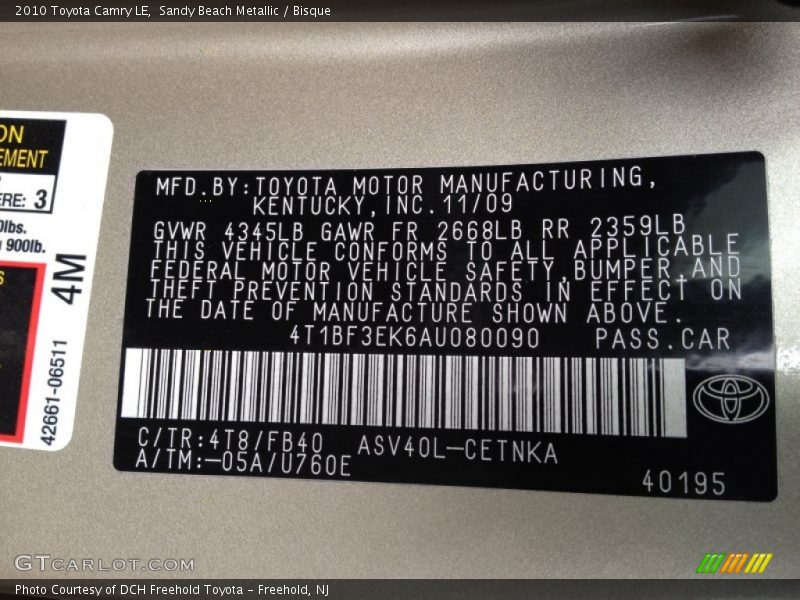 2010 Toyota Camry LE, Sandy Beach Metallic / Bisque
ON
EMENT
ERE: 3
0lbs.
900lb.
S
4M
42661-06511
MFD.BY:TOYOTA MOTOR MANUFACTURING,
KENTUCKY,INC.11/09
GVWR 4345LB GAWR FR 2668LB RR 2359LB
THIS VEHICLE CONFORMS TO ALL APPLICABLE
FEDERAL MOTOR VEHICLE SAFETY,BUMPER,AND
THEFT PREVENTION STANDARDS IN EFFECT ON
THE DATE OF MANUFACTURE SHOWN ABOVE.
4T1BF3EK6AU080090 PASS.CAR
C/TR:4T8/FB40 ASV40L-CETNKA
A/TM:-05A/U760E
40195
GTCARLOT.COM
Photo Courtesy of DCH Freehold Toyota - Freehold, NJ